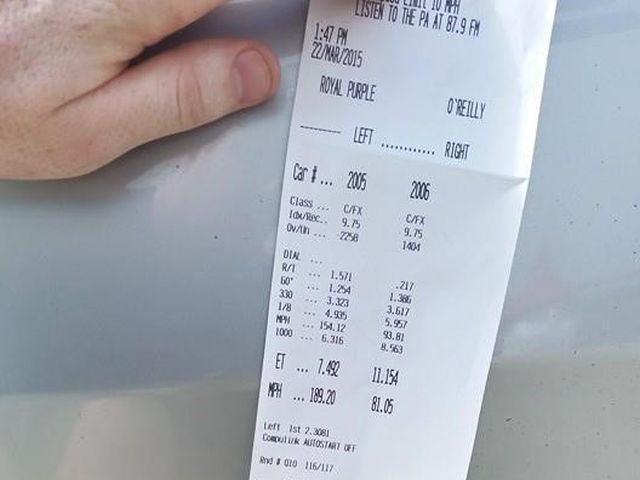 LIMIT 10 MPH
LISTEN TO THE PA AT 87.9 FM
1:47 PM
22/MAR/2015
ROYAL PURPLE O'REILLY
--------- LEFT ............ RIGHT
Car # ... 2005 2006
Class ... C/FX C/FX
Idx/Rec.. 9.75 9.75
Ov/Un ... -2258 1404
DIAL ...
R/T ... 1.571 .217
60' ... 1.254 1.386
330 ... 3.323 3.617
1/8 ... 4.935 5.957
MPH ... 154.12 93.81
1000 ... 6.316 8.563
ET ... 7.492 11.154
MPH ... 189.20 81.05
Left 1st 2.3081
Compulink AUTOSTART OFF
Rnd # Q10 116/117